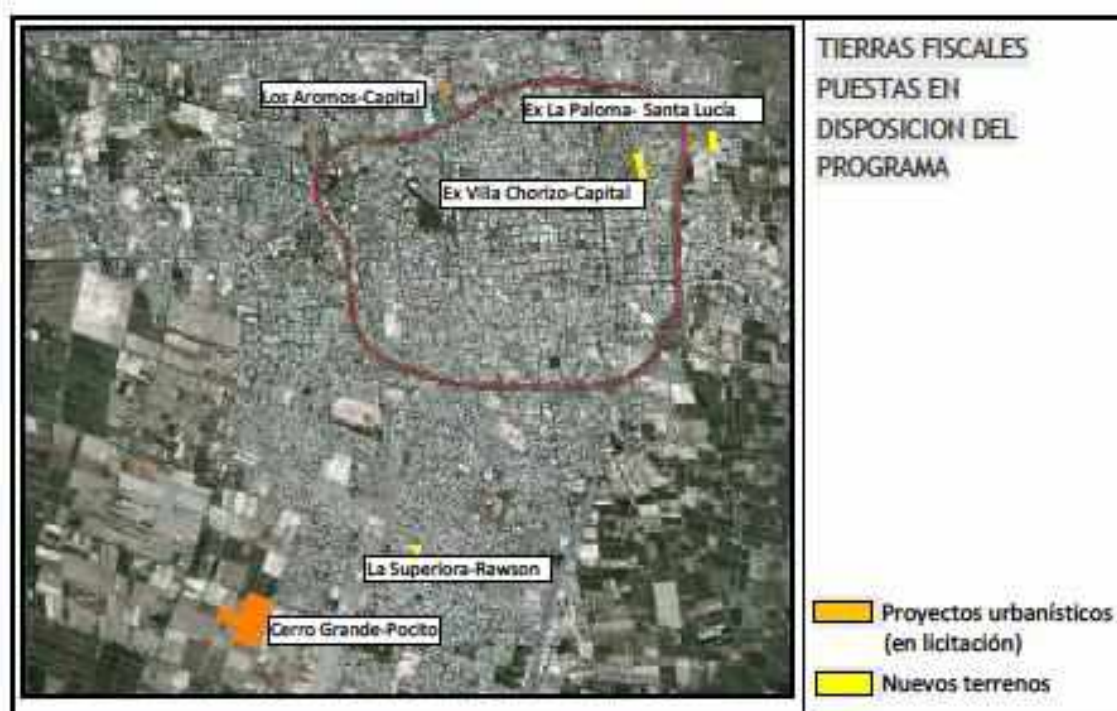 TIERRAS FISCALES
PUESTAS EN
DISPOSICION DEL
PROGRAMA
Los Aromos-Capital
Ex La Paloma- Santa Lucía
Ex Villa Chorizo-Capital
La Superiora-Rawson
Cerro Grande-Pocito
Proyectos urbanísticos
(en licitación)
Nuevos terrenos